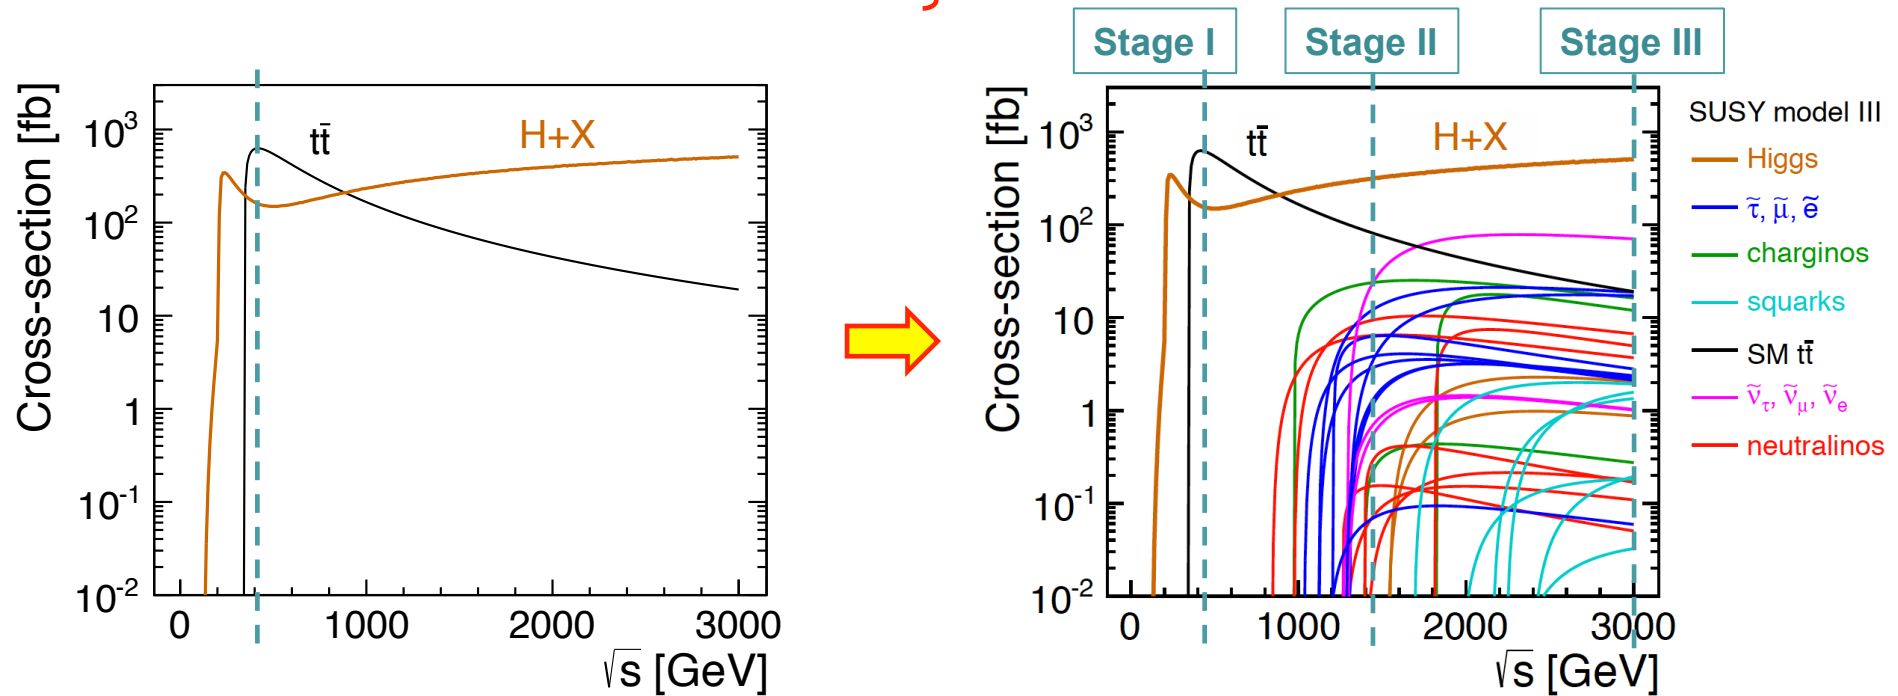 Stage I
Stage II
Stage III
Cross-section [fb]
10³
10²
10
1
10⁻¹
10⁻²
tt̄
H+X
0
1000
2000
3000
√s [GeV]
Cross-section [fb]
10³
10²
10
1
10⁻¹
10⁻²
tt̄
H+X
0
1000
2000
3000
√s [GeV]
SUSY model III
Higgs
τ̃, μ̃, ẽ
charginos
squarks
SM tt̄
ν̃τ, ν̃μ, ν̃e
neutralinos